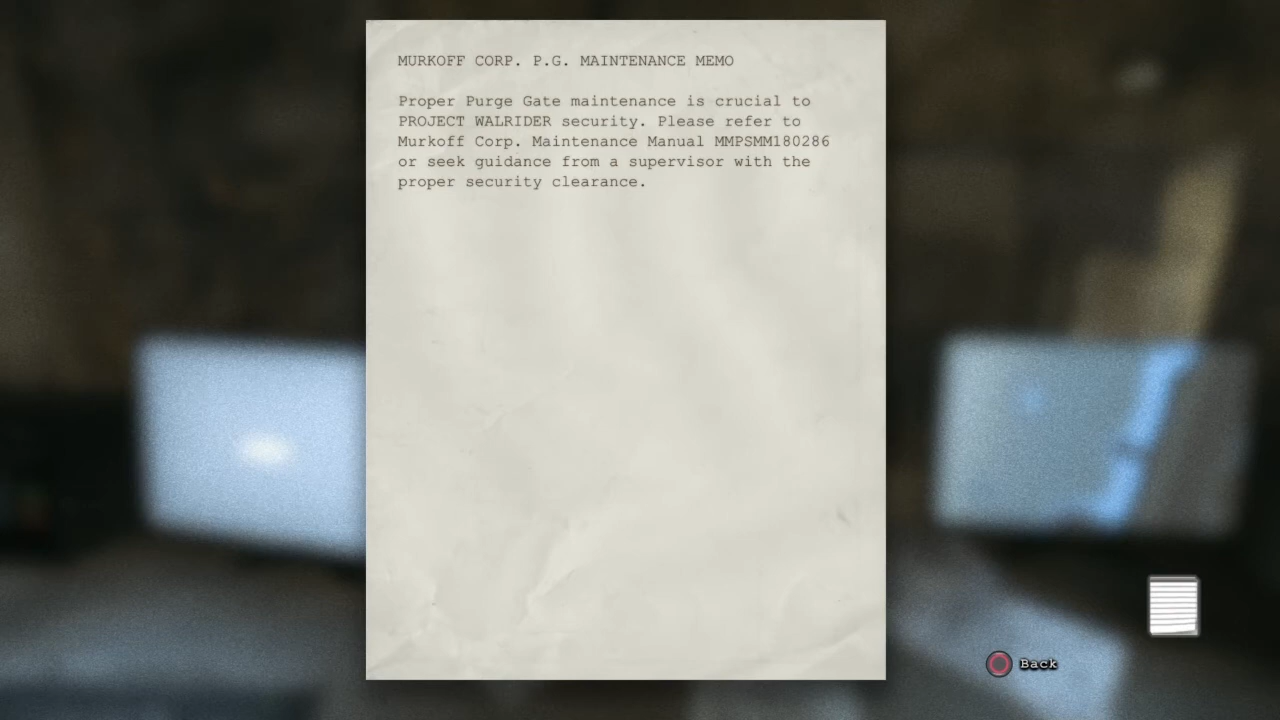 MURKOFF CORP. P.G. MAINTENANCE MEMO
Proper Purge Gate maintenance is crucial to
PROJECT WALRIDER security. Please refer to
Murkoff Corp. Maintenance Manual MMPSMM180286
or seek guidance from a supervisor with the
proper security clearance.
Back